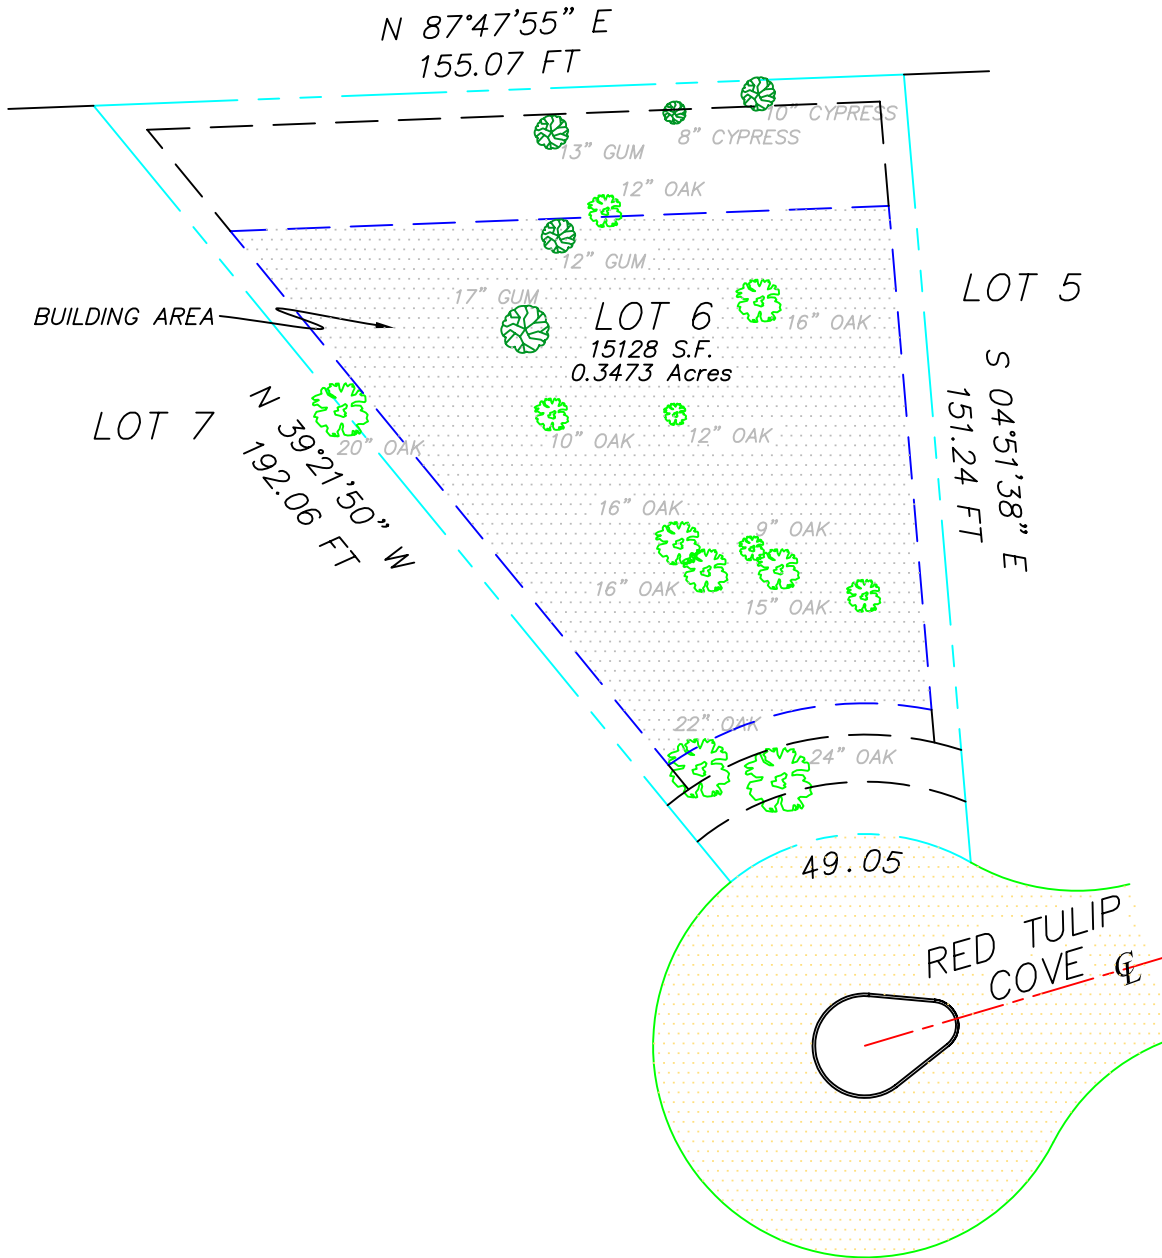 N 87°47’55” E
155.07 FT
10” CYPRESS
8” CYPRESS
13” GUM
12” OAK
12” GUM
17” GUM
LOT 6
15128 S.F.
0.3473 Acres
16” OAK
LOT 5
BUILDING AREA
LOT 7
N 39°21’50” W
192.06 FT
S 04°51’38” E
151.24 FT
20” OAK
10” OAK
12” OAK
16” OAK
9” OAK
16” OAK
15” OAK
22” OAK
24” OAK
49.05
RED TULIP
COVE
CL